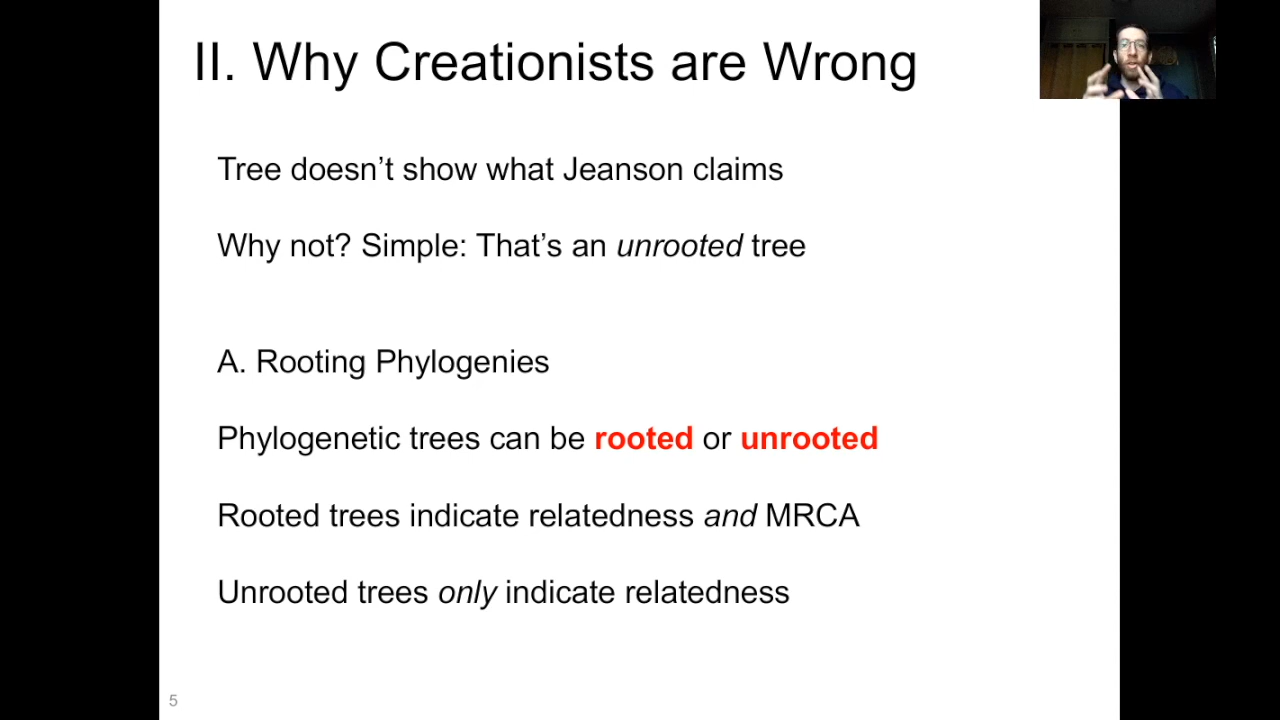 II. Why Creationists are Wrong
Tree doesn’t show what Jeanson claims
Why not? Simple: That’s an unrooted tree
A. Rooting Phylogenies
Phylogenetic trees can be rooted or unrooted
Rooted trees indicate relatedness and MRCA
Unrooted trees only indicate relatedness
5